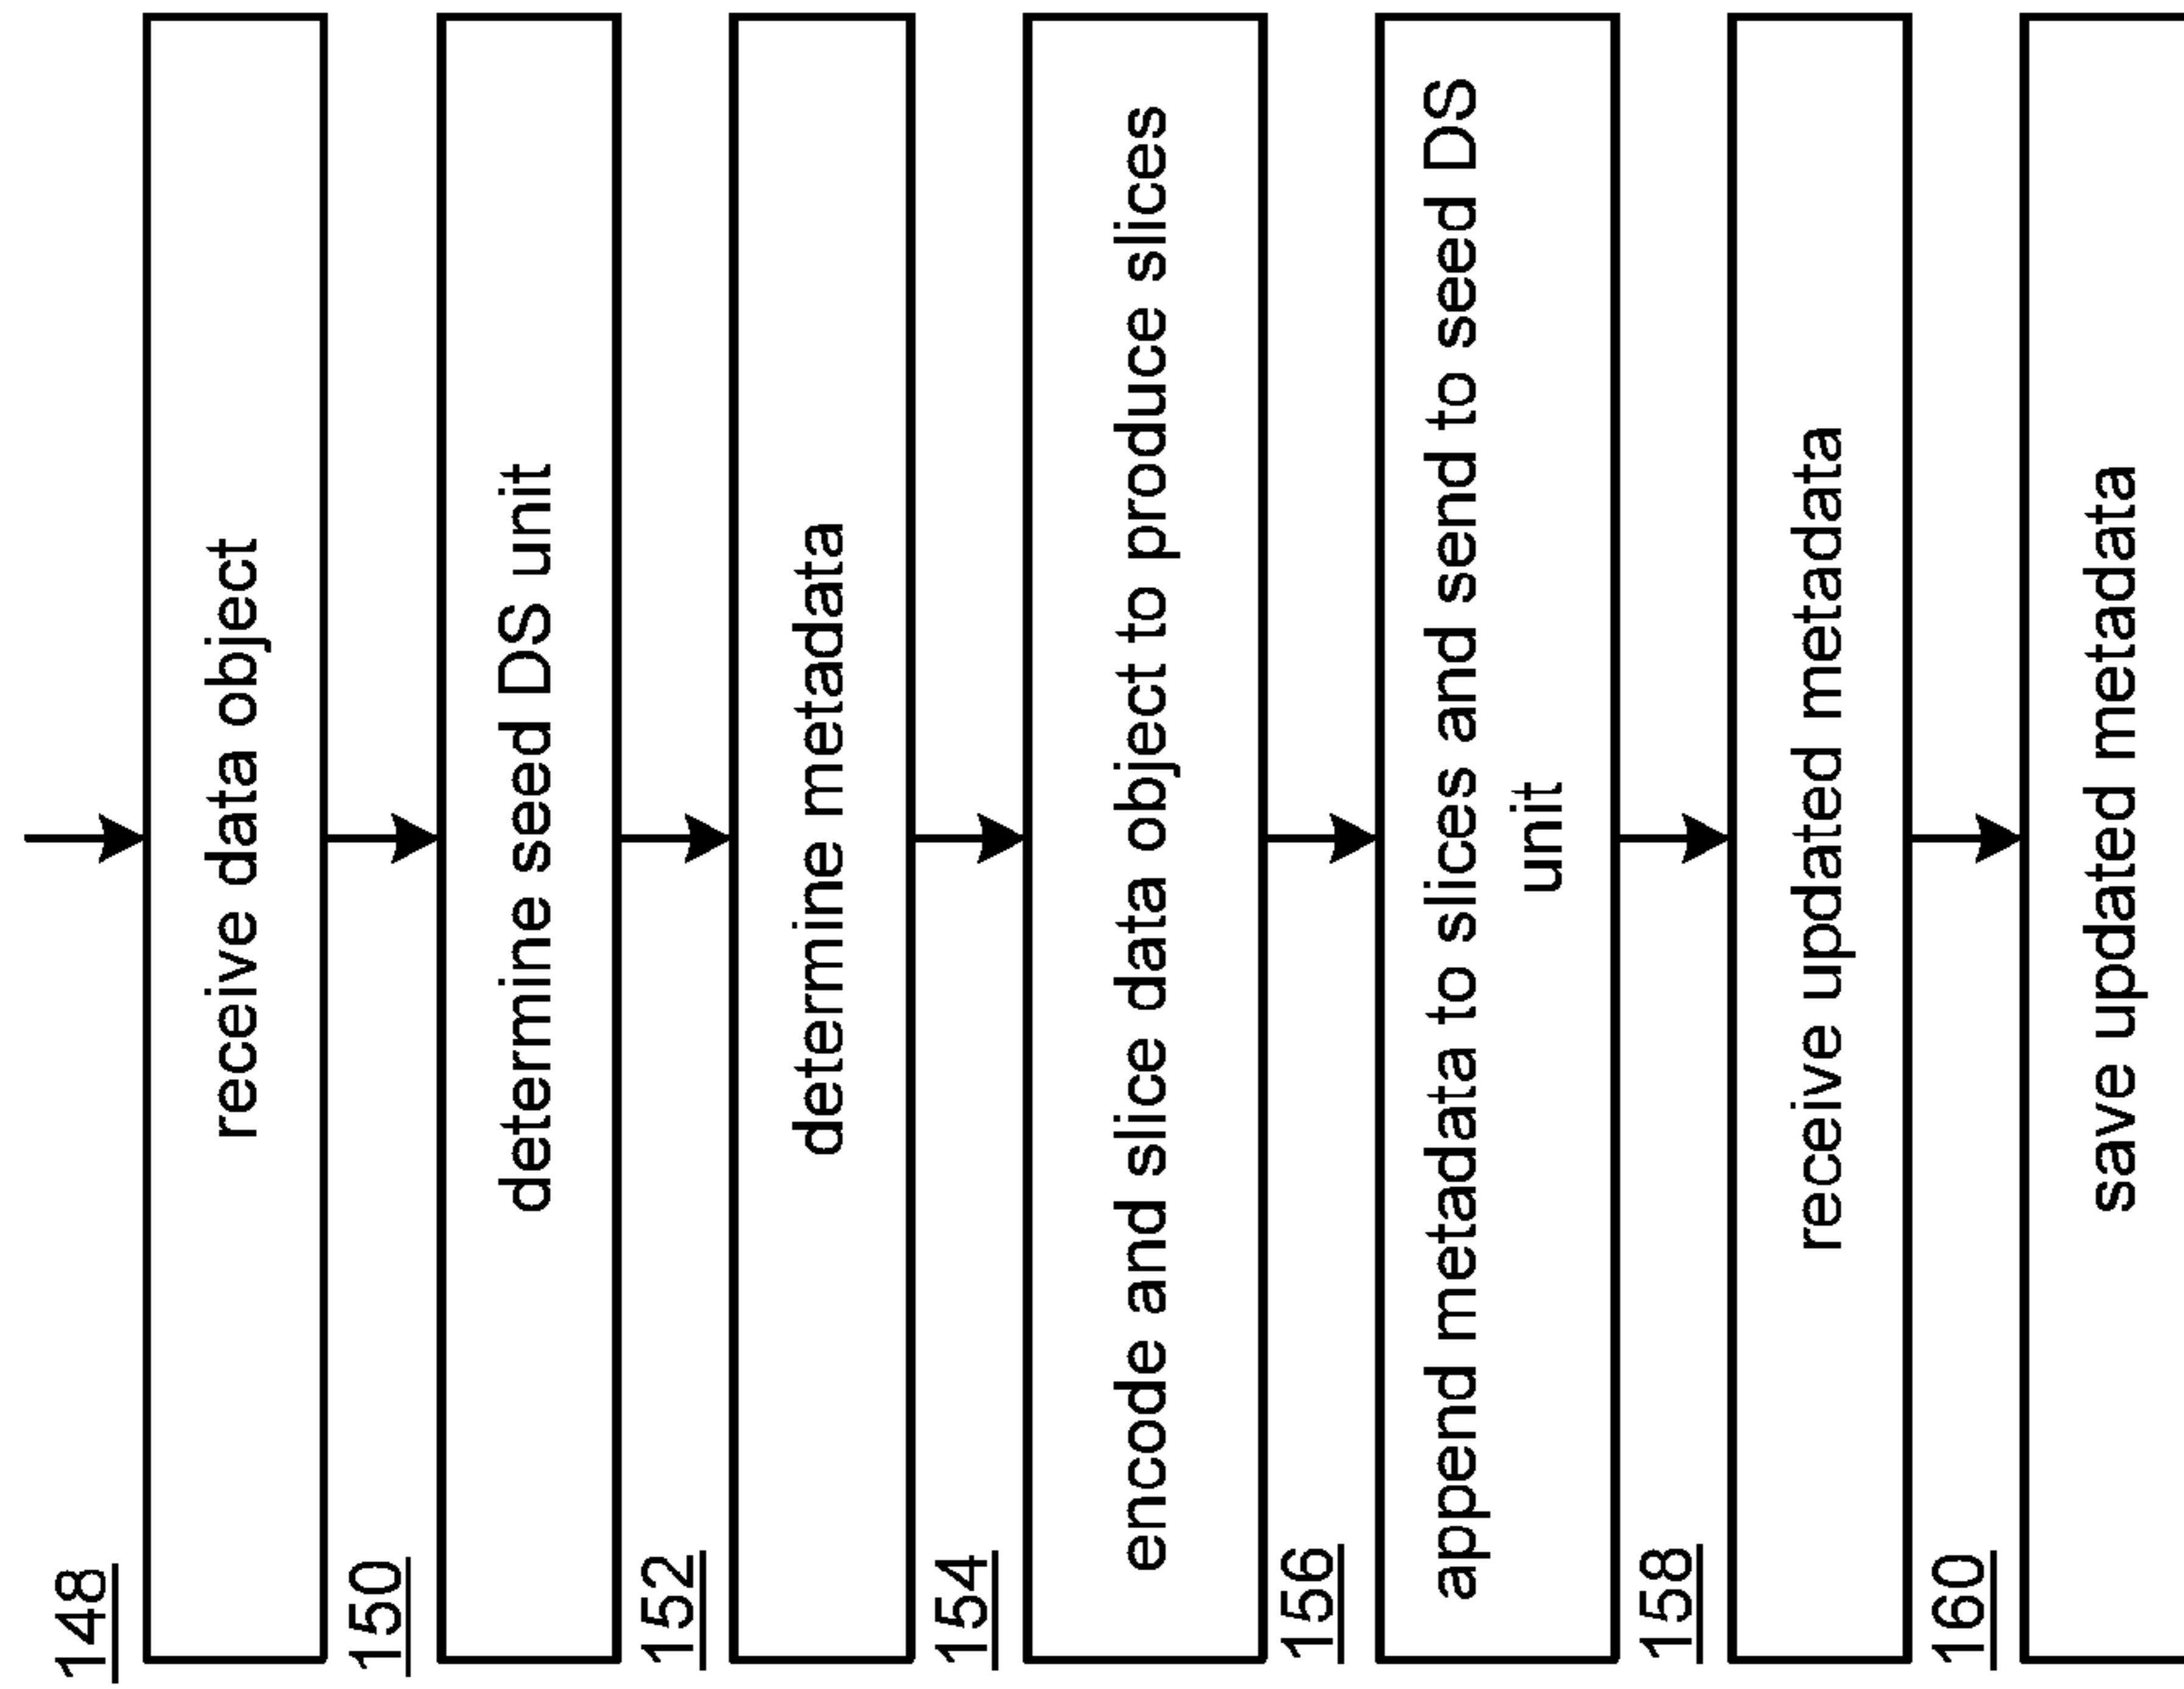 148
receive data object
150
determine seed DS unit
152
determine metadata
154
encode and slice data object to produce slices
156
append metadata to slices and send to seed DS
unit
158
receive updated metadata
160
save updated metadata